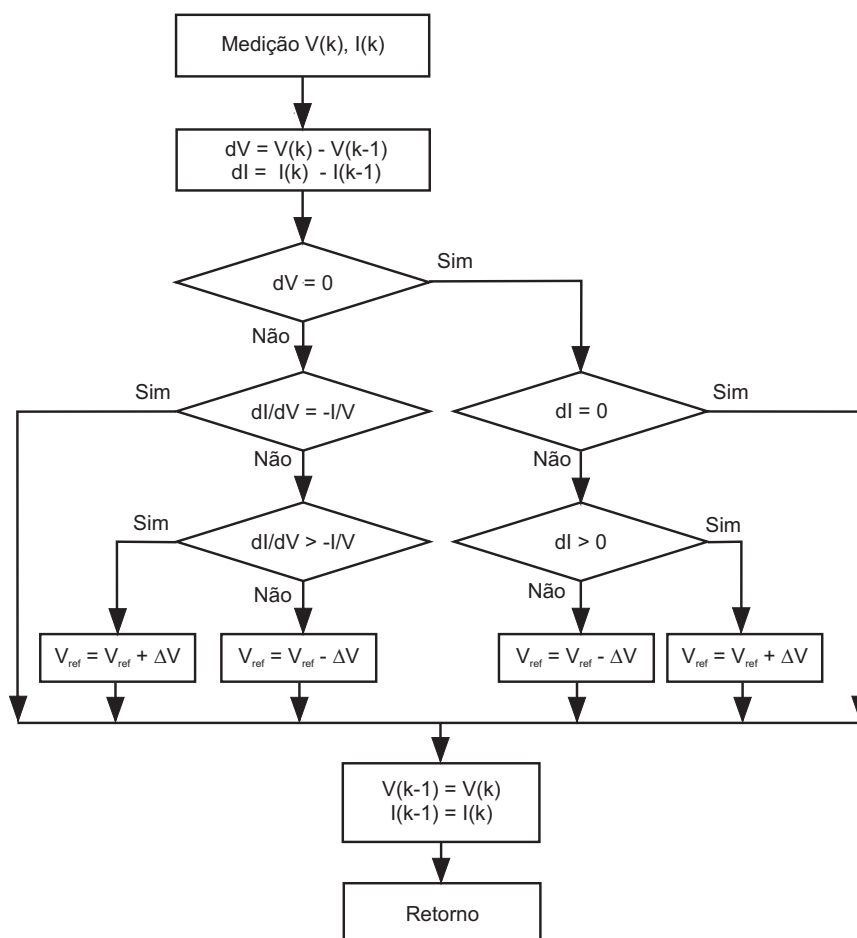 Medição V(k), I(k)
dV = V(k) - V(k-1)
dI = I(k) - I(k-1)
dV = 0
Sim
Não
Sim
dI/dV = -I/V
dI = 0
Sim
Não
Não
Sim
dI/dV > -I/V
dI > 0
Sim
Não
Não
Vref = Vref + ΔV
Vref = Vref - ΔV
Vref = Vref - ΔV
Vref = Vref + ΔV
V(k-1) = V(k)
I(k-1) = I(k)
Retorno